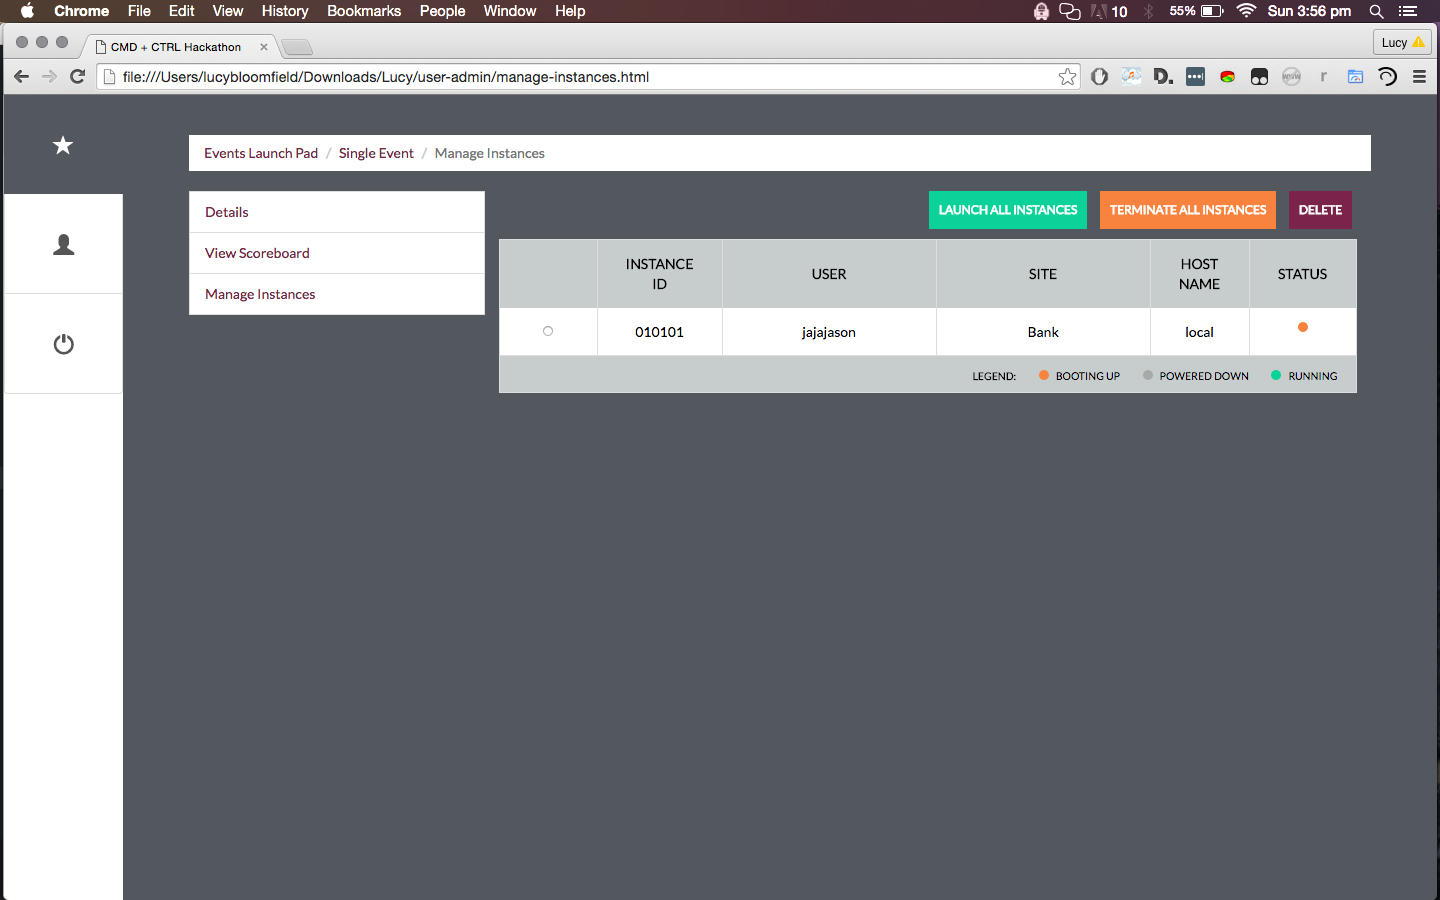 Chrome File Edit View History Bookmarks People Window Help 10 55% Sun 3:56 pm
CMD + CTRL Hackathon
Lucy
file:///Users/lucybloomfield/Downloads/Lucy/user-admin/manage-instances.html
Events Launch Pad / Single Event / Manage Instances
Details
View Scoreboard
Manage Instances
LAUNCH ALL INSTANCES TERMINATE ALL INSTANCES DELETE
INSTANCE ID USER SITE HOST NAME STATUS
010101 jajajason Bank local
LEGEND: BOOTING UP POWERED DOWN RUNNING